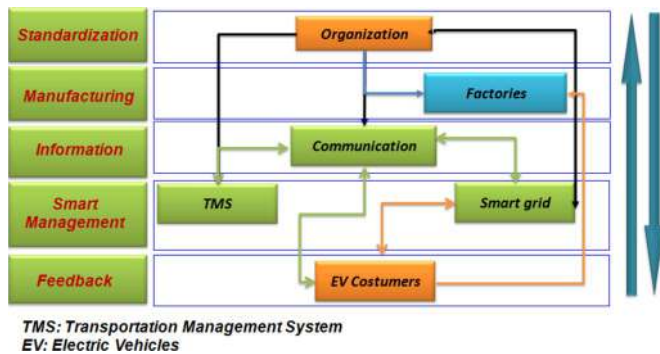 Standardization
Organization
Manufacturing
Factories
Information
Communication
Smart
Management
TMS
Smart grid
Feedback
EV Costumers
TMS: Transportation Management System
EV: Electric Vehicles